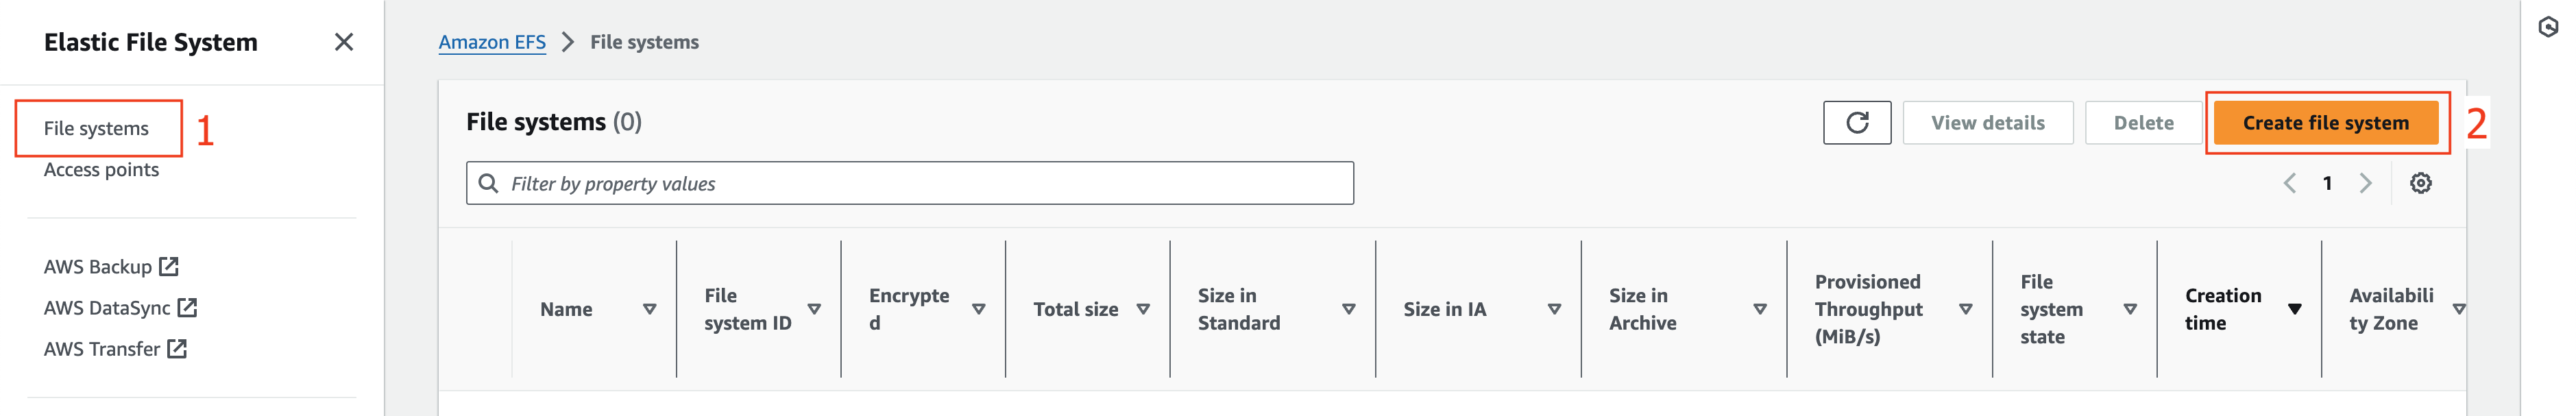 Elastic File System
File systems
1
Access points
AWS Backup
AWS DataSync
AWS Transfer
Amazon EFS > File systems
File systems (0)
View details
Delete
Create file system
2
Filter by property values
1
Name
File
system ID
Encrypte
d
Total size
Size in
Standard
Size in IA
Size in
Archive
Provisioned
Throughput
(MiB/s)
File
system
state
Creation
time
Availabili
ty Zone